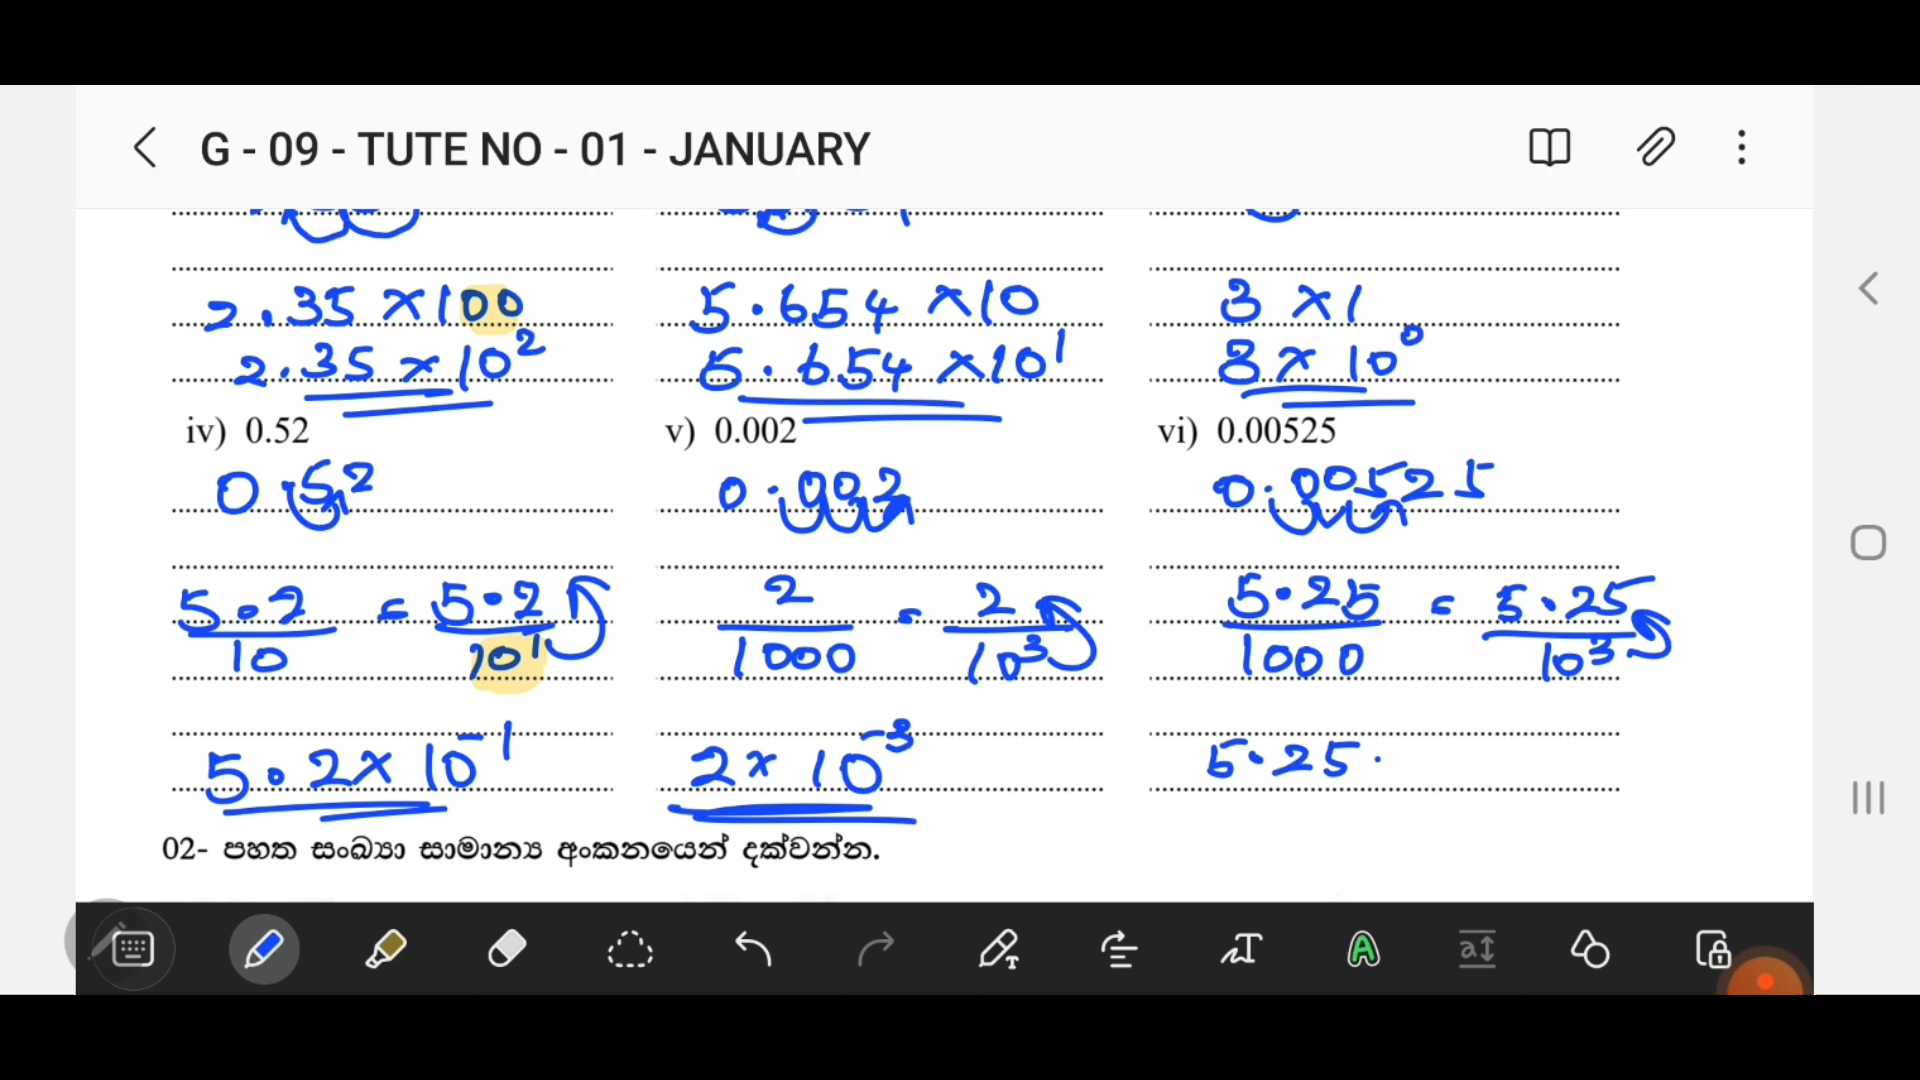 G - 09 - TUTE NO - 01 - JANUARY
2.35 ×100
5.654 ×10
3 ×1
2.35 × 10²
5.654 ×10¹
3 × 10⁰
iv) 0.52
v) 0.002
vi) 0.00525
0.52
0.002
0.00525
5.2/10 = 5.2/10¹
2/1000 = 2/10³
5.25/1000 = 5.25/10³
5.2 × 10⁻¹
2 × 10⁻³
5.25.
02- පහත සංඛ්‍යා සාමාන්‍ය අංකනයෙන් දක්වන්න.